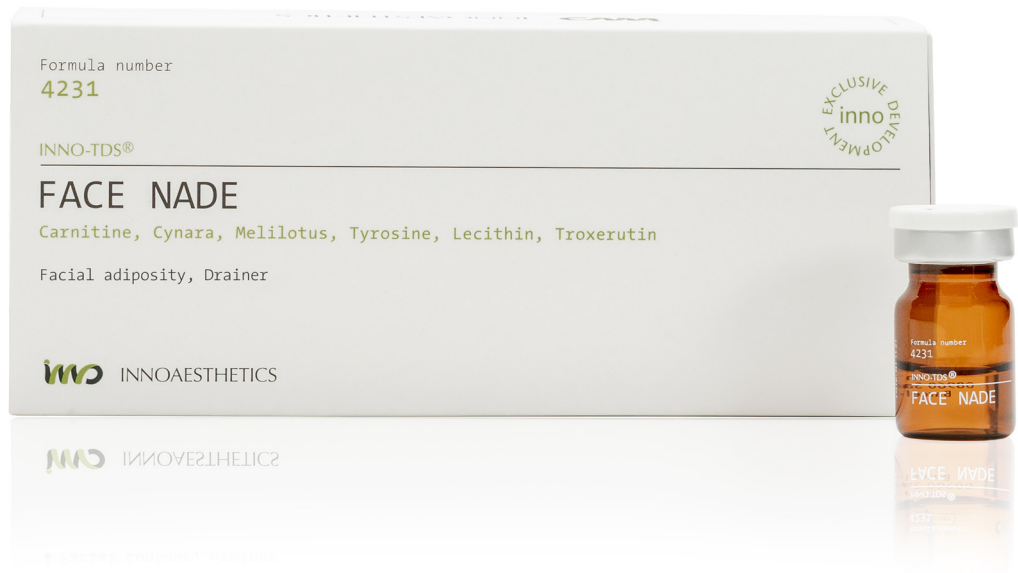 Formula number
4231
EXCLUSIVE DEVELOPMENT
inno
INNO-TDS®
FACE NADE
Carnitine, Cynara, Melilotus, Tyrosine, Lecithin, Troxerutin
Facial adiposity, Drainer
inno INNOAESTHETICS
Formula number
4231
INNO-TDS®
FACE NADE